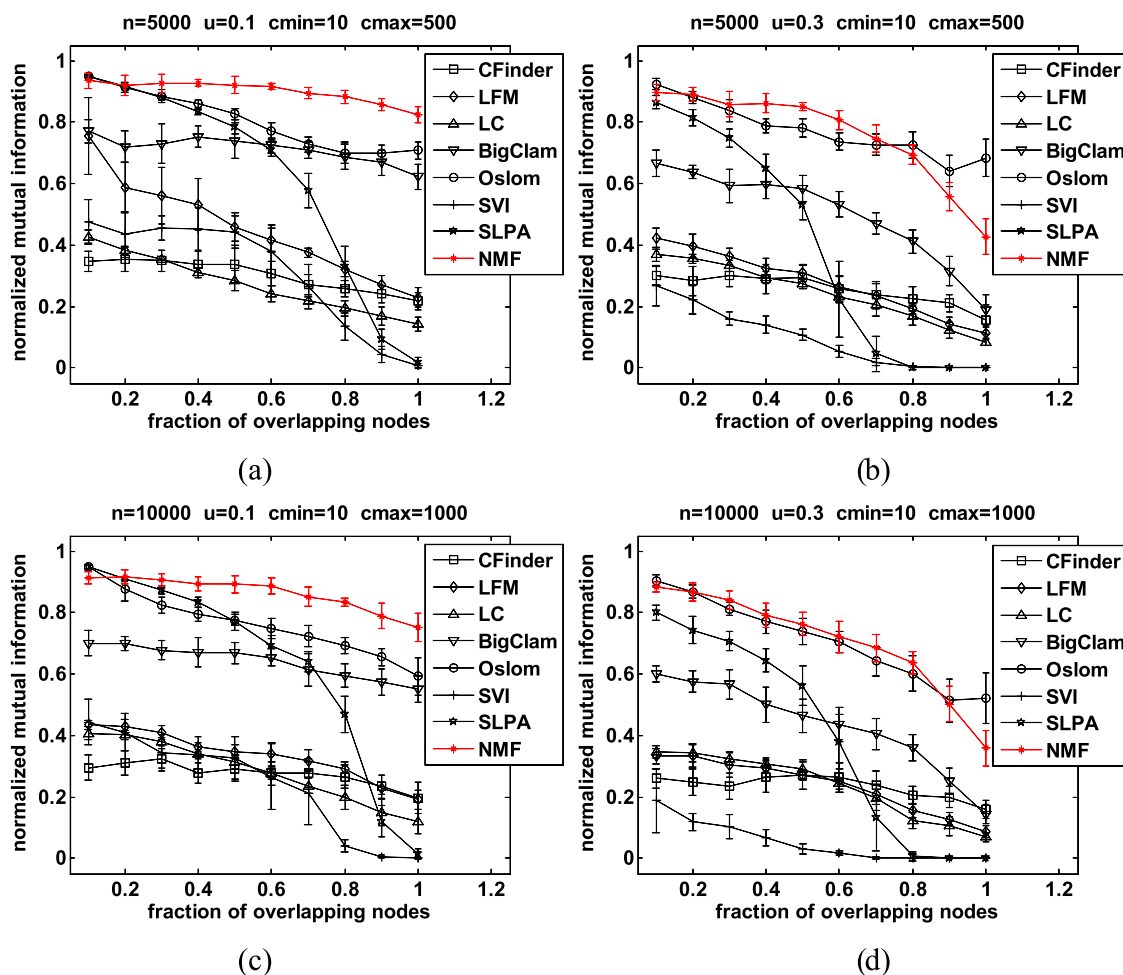 n=5000 u=0.1 cmin=10 cmax=500
normalized mutual information
1
0.8
0.6
0.4
0.2
0
CFinder
LFM
LC
BigClam
Oslom
SVI
SLPA
NMF
0.2 0.4 0.6 0.8 1 1.2
fraction of overlapping nodes
(a)
n=5000 u=0.3 cmin=10 cmax=500
normalized mutual information
1
0.8
0.6
0.4
0.2
0
CFinder
LFM
LC
BigClam
Oslom
SVI
SLPA
NMF
0.2 0.4 0.6 0.8 1 1.2
fraction of overlapping nodes
(b)
n=10000 u=0.1 cmin=10 cmax=1000
normalized mutual information
1
0.8
0.6
0.4
0.2
0
CFinder
LFM
LC
BigClam
Oslom
SVI
SLPA
NMF
0.2 0.4 0.6 0.8 1 1.2
fraction of overlapping nodes
(c)
n=10000 u=0.3 cmin=10 cmax=1000
normalized mutual information
1
0.8
0.6
0.4
0.2
0
CFinder
LFM
LC
BigClam
Oslom
SVI
SLPA
NMF
0.2 0.4 0.6 0.8 1 1.2
fraction of overlapping nodes
(d)